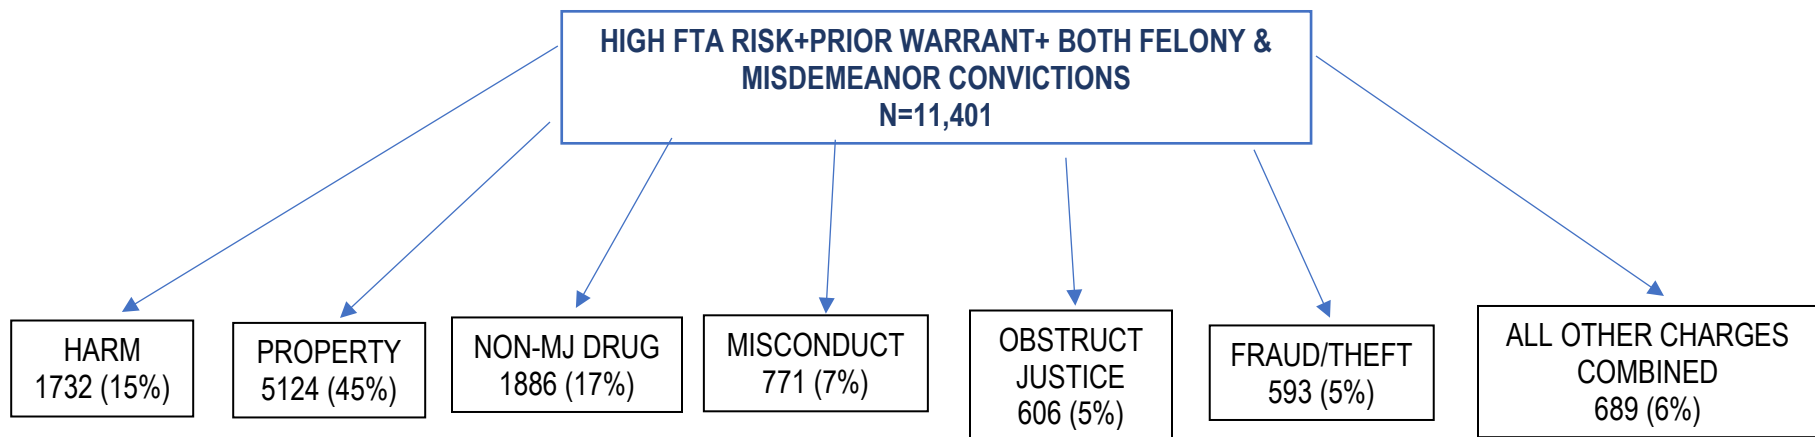 HIGH FTA RISK+PRIOR WARRANT+ BOTH FELONY &
MISDEMEANOR CONVICTIONS
N=11,401
HARM
1732 (15%)
PROPERTY
5124 (45%)
NON-MJ DRUG
1886 (17%)
MISCONDUCT
771 (7%)
OBSTRUCT
JUSTICE
606 (5%)
FRAUD/THEFT
593 (5%)
ALL OTHER CHARGES
COMBINED
689 (6%)